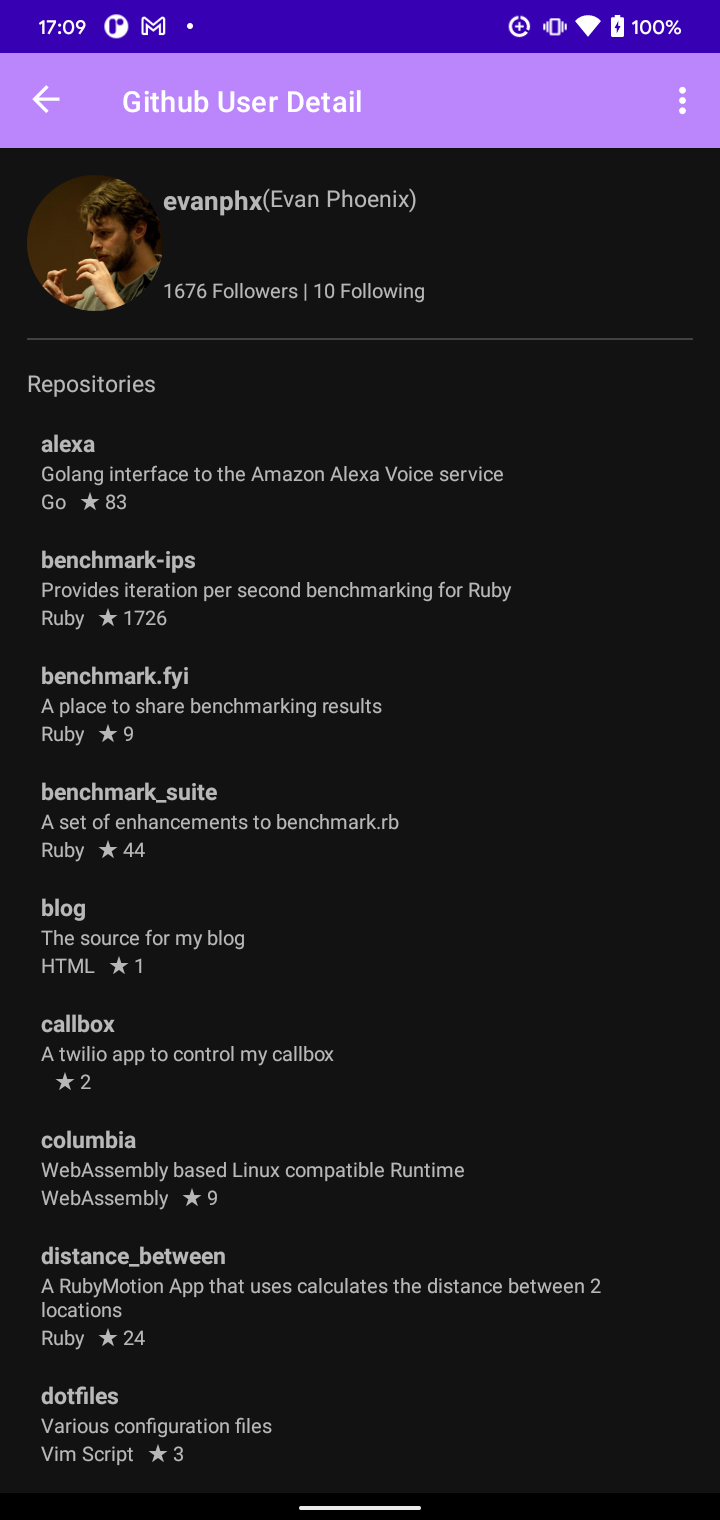 17:09 100%
Github User Detail
evanphx(Evan Phoenix)
1676 Followers | 10 Following
Repositories
alexa
Golang interface to the Amazon Alexa Voice service
Go ★ 83
benchmark-ips
Provides iteration per second benchmarking for Ruby
Ruby ★ 1726
benchmark.fyi
A place to share benchmarking results
Ruby ★ 9
benchmark_suite
A set of enhancements to benchmark.rb
Ruby ★ 44
blog
The source for my blog
HTML ★ 1
callbox
A twilio app to control my callbox
★ 2
columbia
WebAssembly based Linux compatible Runtime
WebAssembly ★ 9
distance_between
A RubyMotion App that uses calculates the distance between 2
locations
Ruby ★ 24
dotfiles
Various configuration files
Vim Script ★ 3